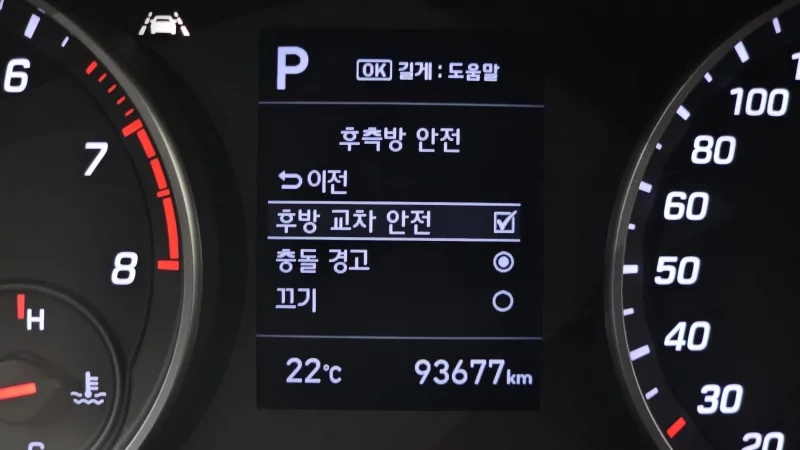 P
OK 길게 : 도움말
후측방 안전
이전
후방 교차 안전
충돌 경고
끄기
22°C 93677km
6
7
8
H
100
80
60
50
40
30
20